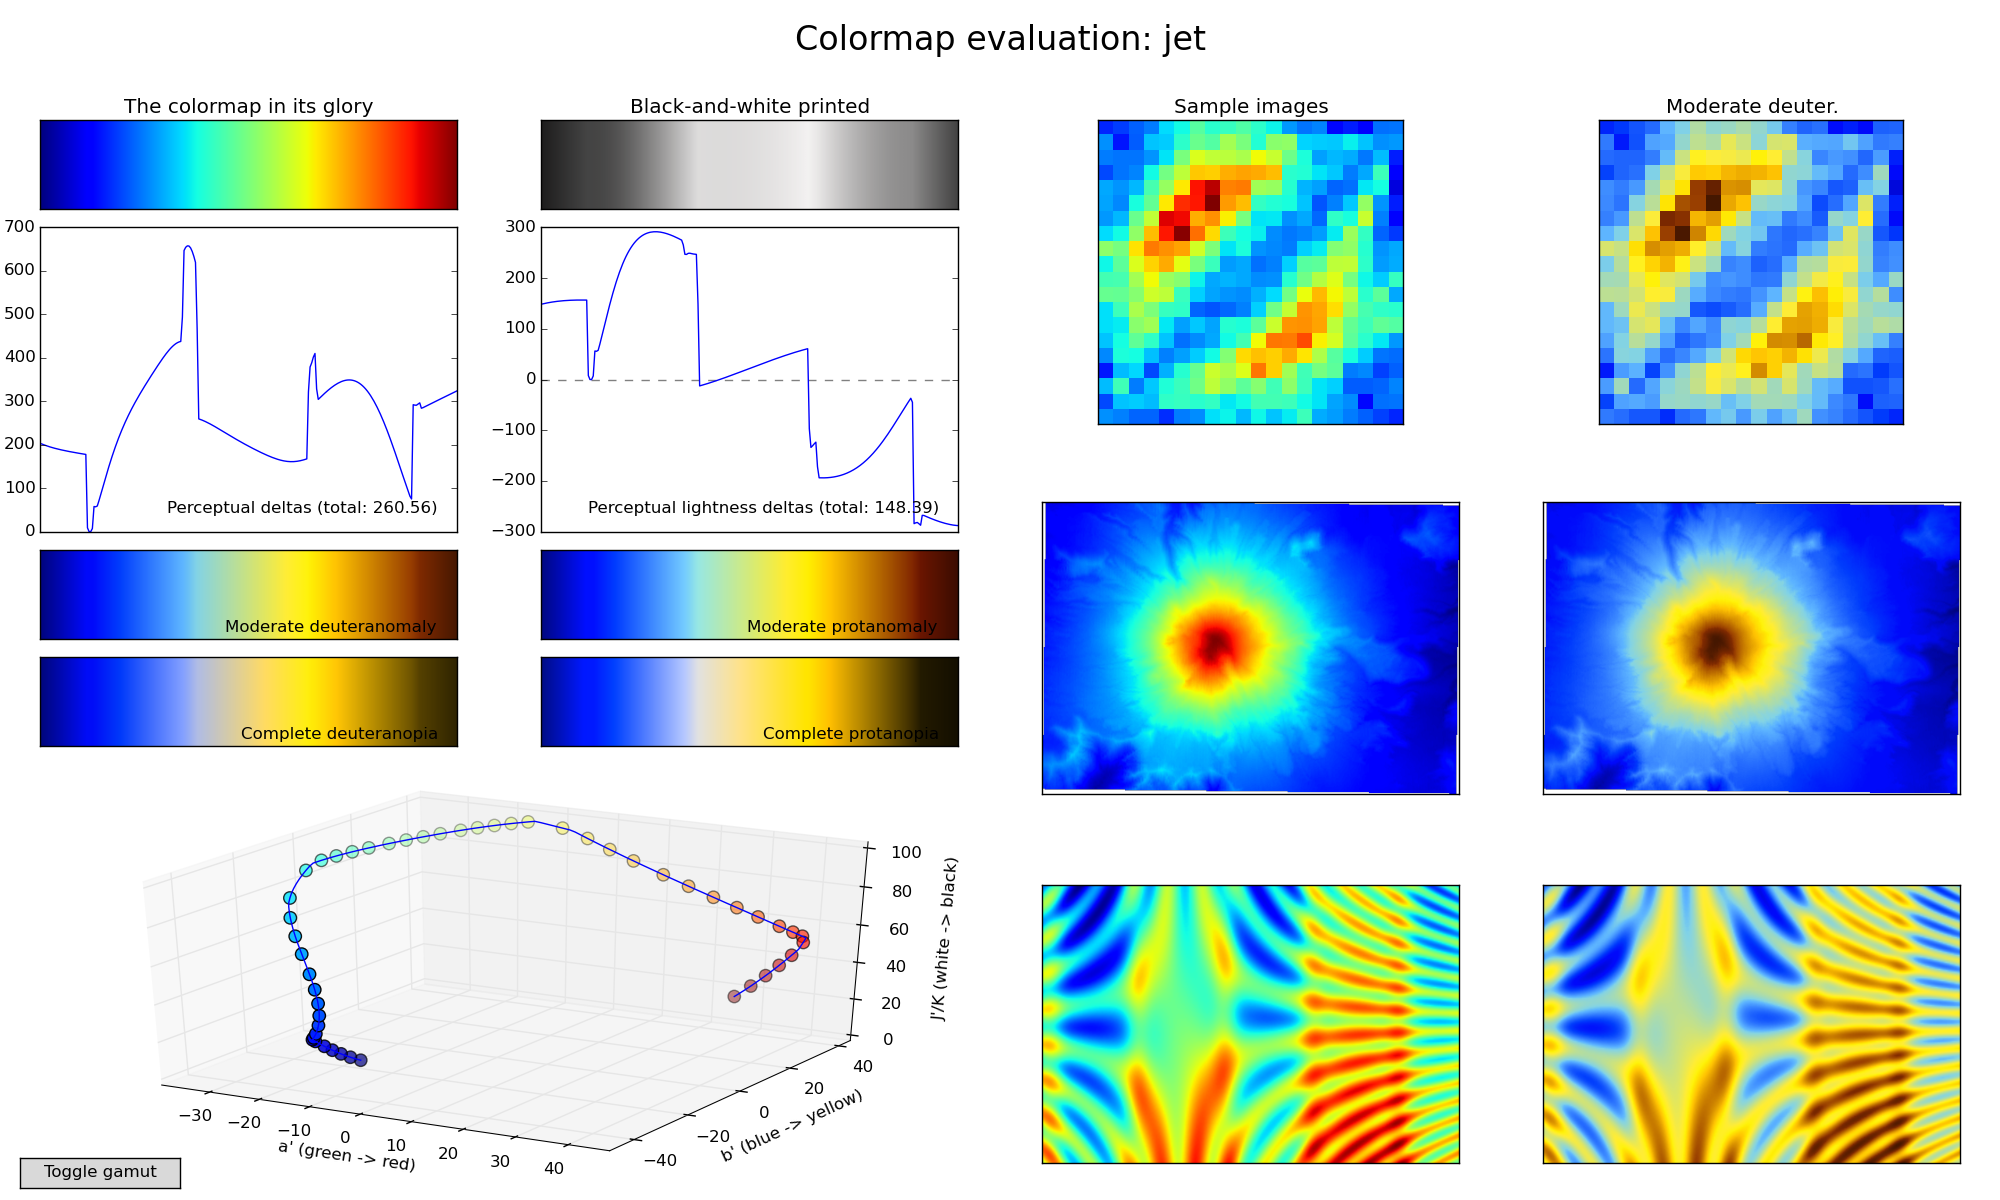 Colormap evaluation: jet
The colormap in its glory
Black-and-white printed
Sample images
Moderate deuter.
700
600
500
400
300
200
100
0
Perceptual deltas (total: 260.56)
300
200
100
0
−100
−200
−300
Perceptual lightness deltas (total: 148.39)
Moderate deuteranomaly
Moderate protanomaly
Complete deuteranopia
Complete protanopia
100
80
60
40
20
0
J'/K (white -> black)
−30
−20
−10
0
10
20
30
40
a' (green -> red)
−40
−20
0
20
40
b' (blue -> yellow)
Toggle gamut